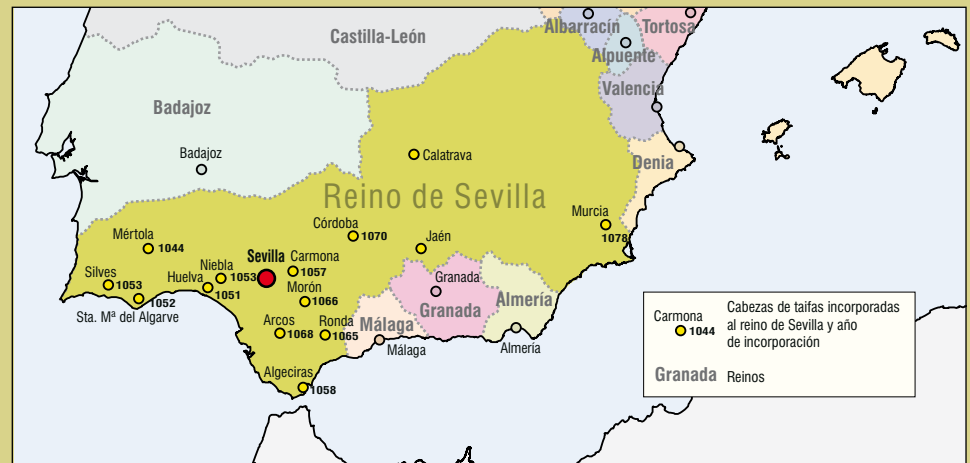 Castilla-León
Albarracín
Tortosa
Alpuente
Valencia
Badajoz
Badajoz
Calatrava
Denia
Reino de Sevilla
Murcia
1078
Córdoba
1070
Jaén
Mértola
1044
Sevilla
Carmona
1057
Niebla
1053
Huelva
1051
Silves
1053
1052
Sta. Mª del Algarve
Morón
1066
Granada
Granada
Almería
Almería
Málaga
Málaga
Arcos
1068
Ronda
1065
Algeciras
1058
Carmona
1044
Cabezas de taifas incorporadas
al reino de Sevilla y año
de incorporación
Granada Reinos